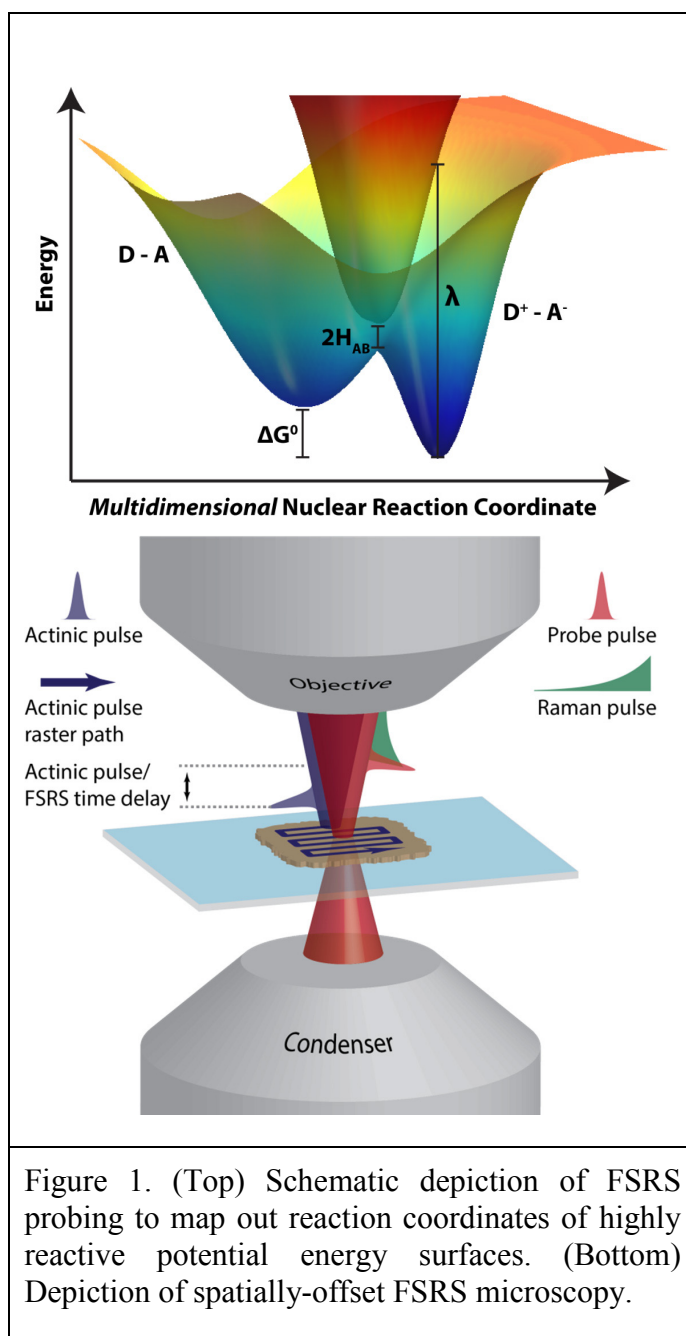 Energy
D - A
2H_AB
λ
D⁺ - A⁻
ΔG⁰
Multidimensional Nuclear Reaction Coordinate
Actinic pulse
Probe pulse
Objective
Actinic pulse
raster path
Raman pulse
Actinic pulse/
FSRS time delay
Condenser
Figure 1. (Top) Schematic depiction of FSRS
probing to map out reaction coordinates of highly
reactive potential energy surfaces. (Bottom)
Depiction of spatially-offset FSRS microscopy.